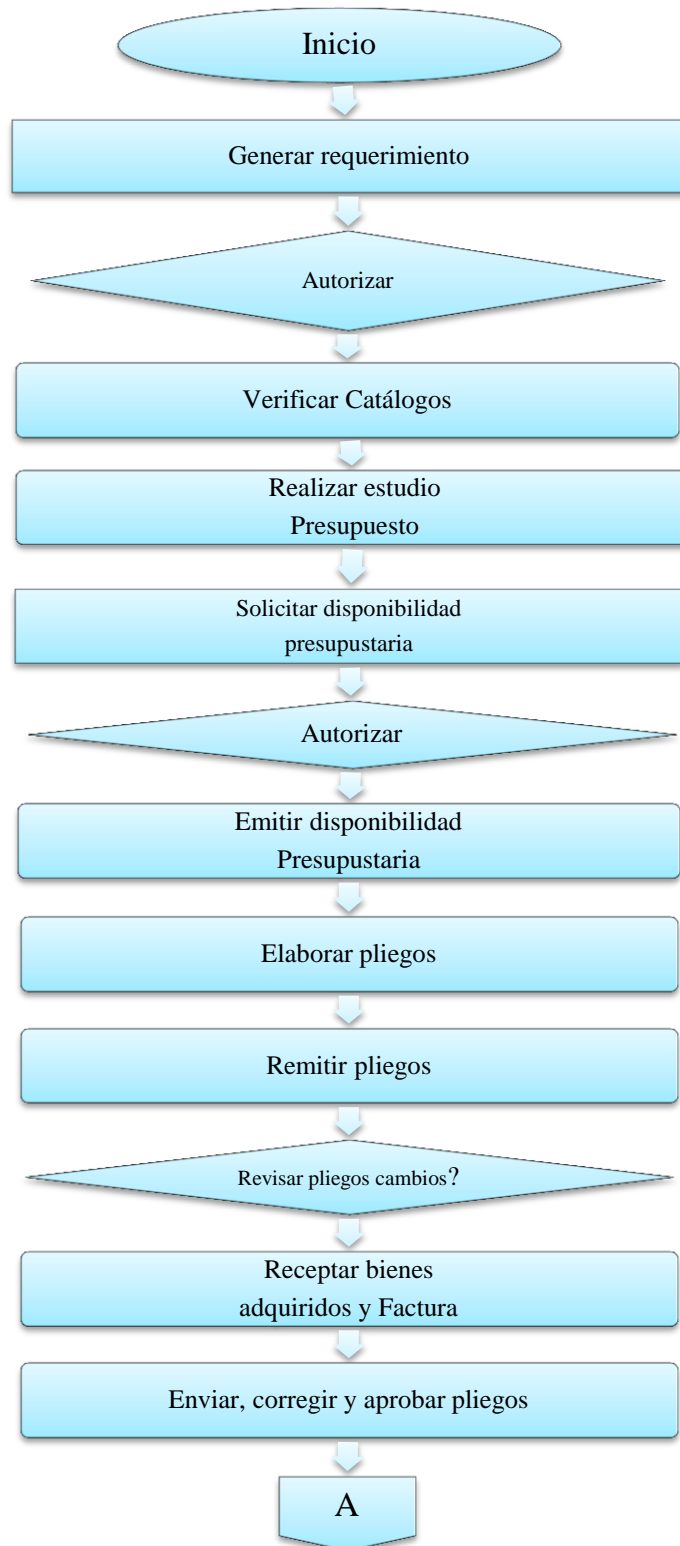 Inicio
Generar requerimiento
Autorizar
Verificar Catálogos
Realizar estudio
Presupuesto
Solicitar disponibilidad
presupustaria
Autorizar
Emitir disponibilidad
Presupustaria
Elaborar pliegos
Remitir pliegos
Revisar pliegos cambios?
Receptar bienes
adquiridos y Factura
Enviar, corregir y aprobar pliegos
A